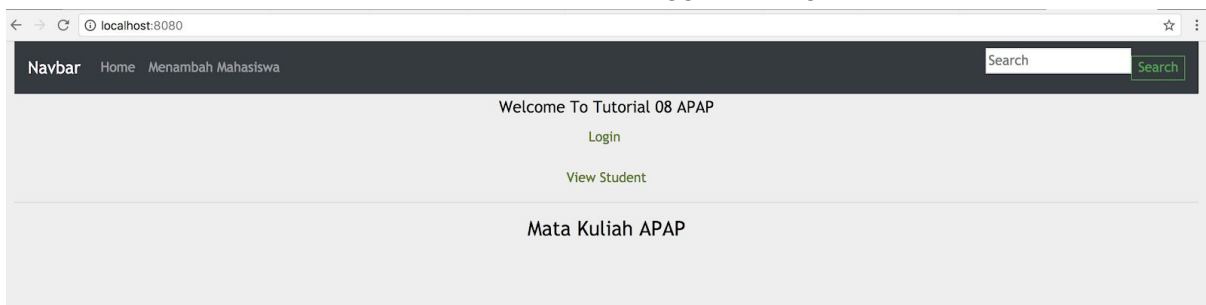 localhost:8080
Navbar Home Menambah Mahasiswa Search Search
Welcome To Tutorial 08 APAP
Login
View Student
Mata Kuliah APAP